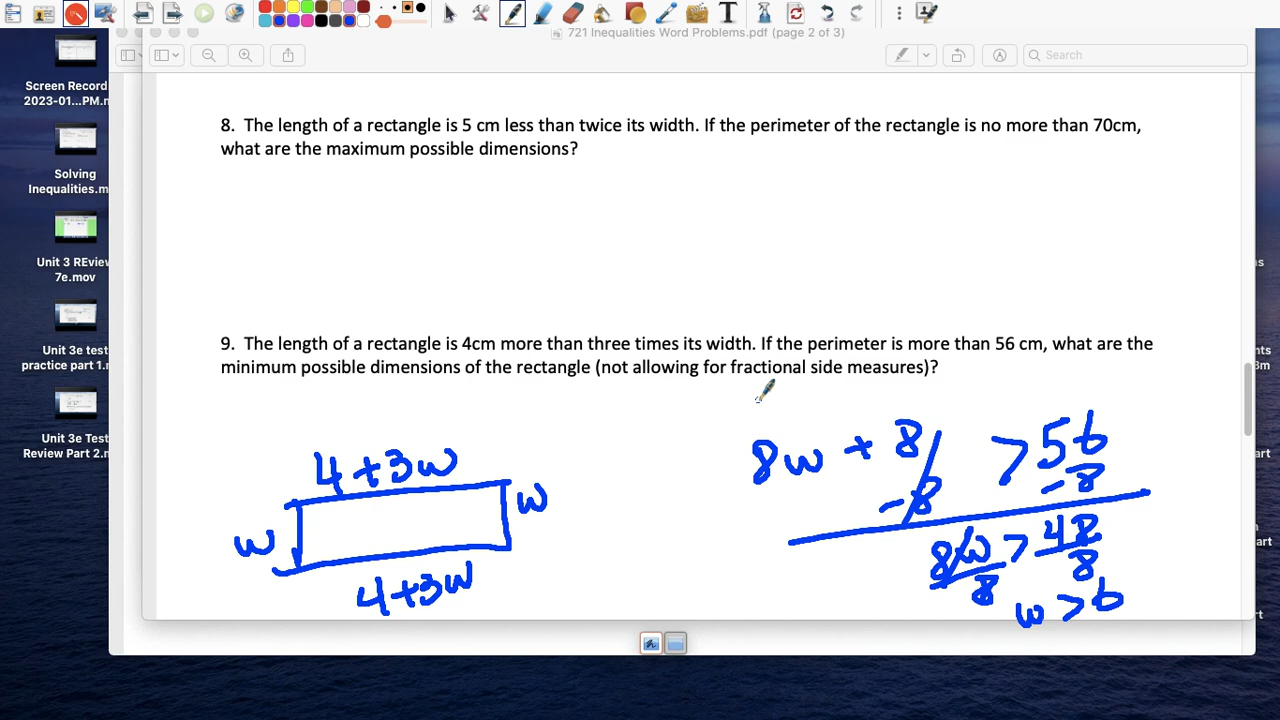 721 Inequalities Word Problems.pdf (page 2 of 3)
Search
Screen Record
2023-01...PM.m
Solving
Inequalities.m
Unit 3 REview
7e.mov
Unit 3e test
practice part 1.m
Unit 3e Test
Review Part 2.m
8. The length of a rectangle is 5 cm less than twice its width. If the perimeter of the rectangle is no more than 70cm,
what are the maximum possible dimensions?
9. The length of a rectangle is 4cm more than three times its width. If the perimeter is more than 56 cm, what are the
minimum possible dimensions of the rectangle (not allowing for fractional side measures)?
4+3w
w
w
4+3w
8w + 8 > 56
-8 -8
8w > 48
8 8
w > 6